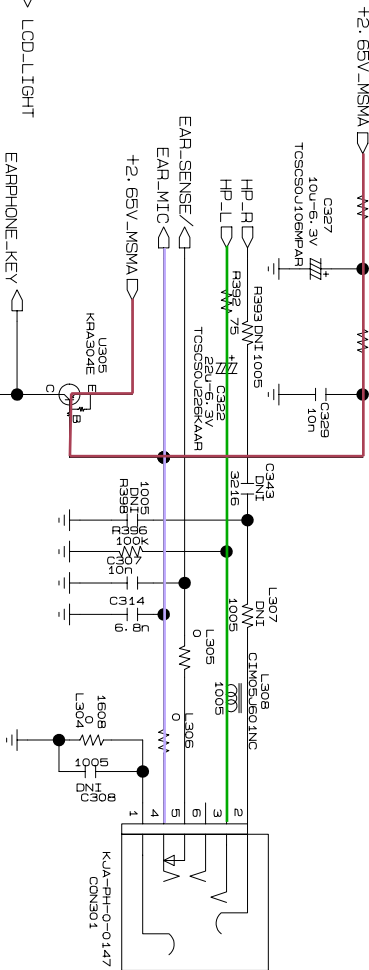 +2.65V_MSMA
C327
10u-6.3V
TCSCS0J106MPAR
C329
10n
HP_R
HP_L
EAR_SENSE/
EAR_MIC
+2.65V_MSMA
> LCD_LIGHT
EARPHONE_KEY
R393 DNI 1005
R392 75
C322
22u-6.3V
TCSCS0J226KAAR
U305
KRA304E
E
B
C
C343
DNI
3216
1005
DNI
R398
R396
100K
C307
10n
C314
6.8n
L307
DNI
1005
L308
CIM05J601NC
1005
L305
0
L306
0
1608
0
L304
1005
DNI
C308
2
3
6
5
4
1
KJA-PH-0-0147
CON301